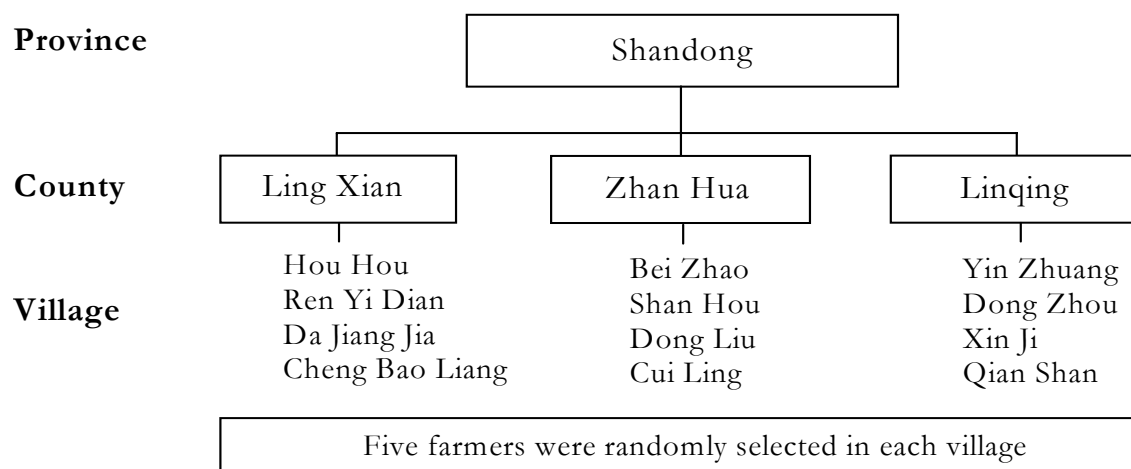 Province
Shandong
County
Ling Xian
Zhan Hua
Linqing
Village
Hou Hou
Ren Yi Dian
Da Jiang Jia
Cheng Bao Liang
Bei Zhao
Shan Hou
Dong Liu
Cui Ling
Yin Zhuang
Dong Zhou
Xin Ji
Qian Shan
Five farmers were randomly selected in each village